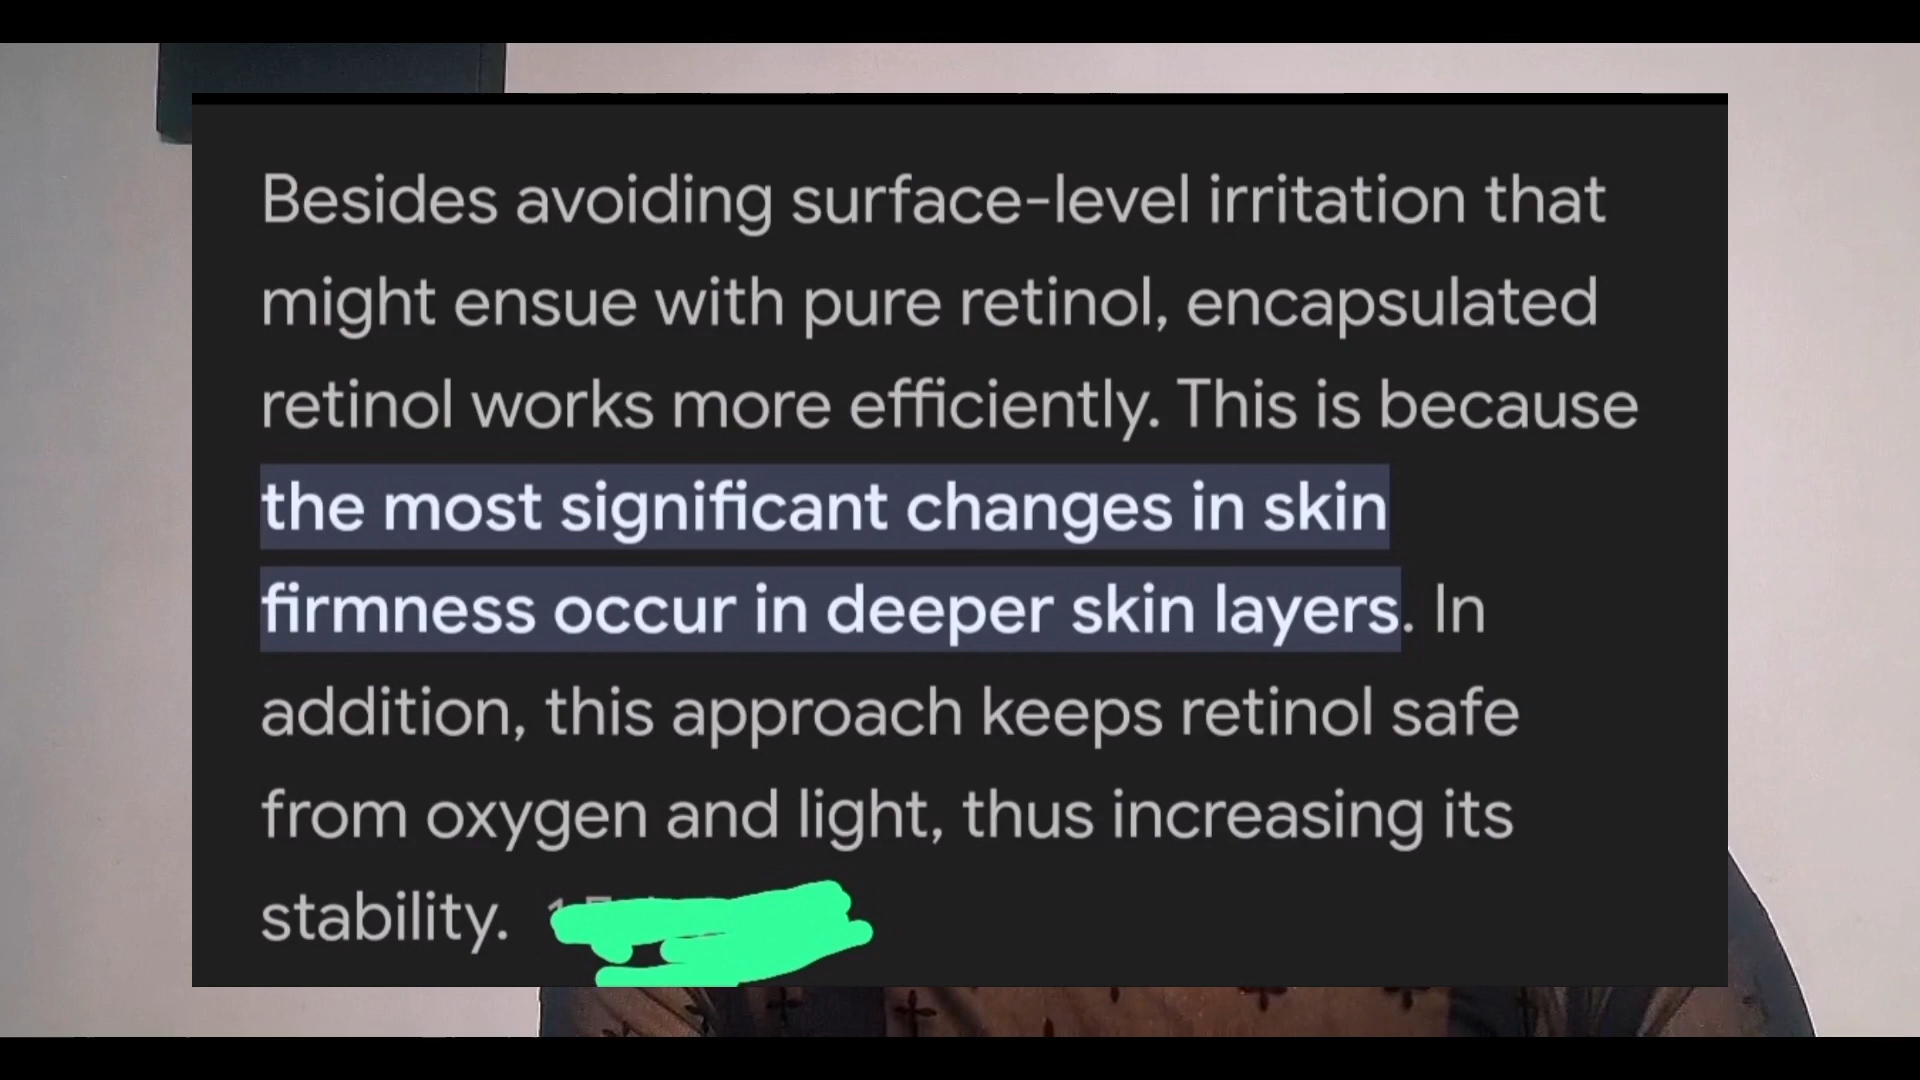 Besides avoiding surface-level irritation that
might ensue with pure retinol, encapsulated
retinol works more efficiently. This is because
the most significant changes in skin
firmness occur in deeper skin layers. In
addition, this approach keeps retinol safe
from oxygen and light, thus increasing its
stability.